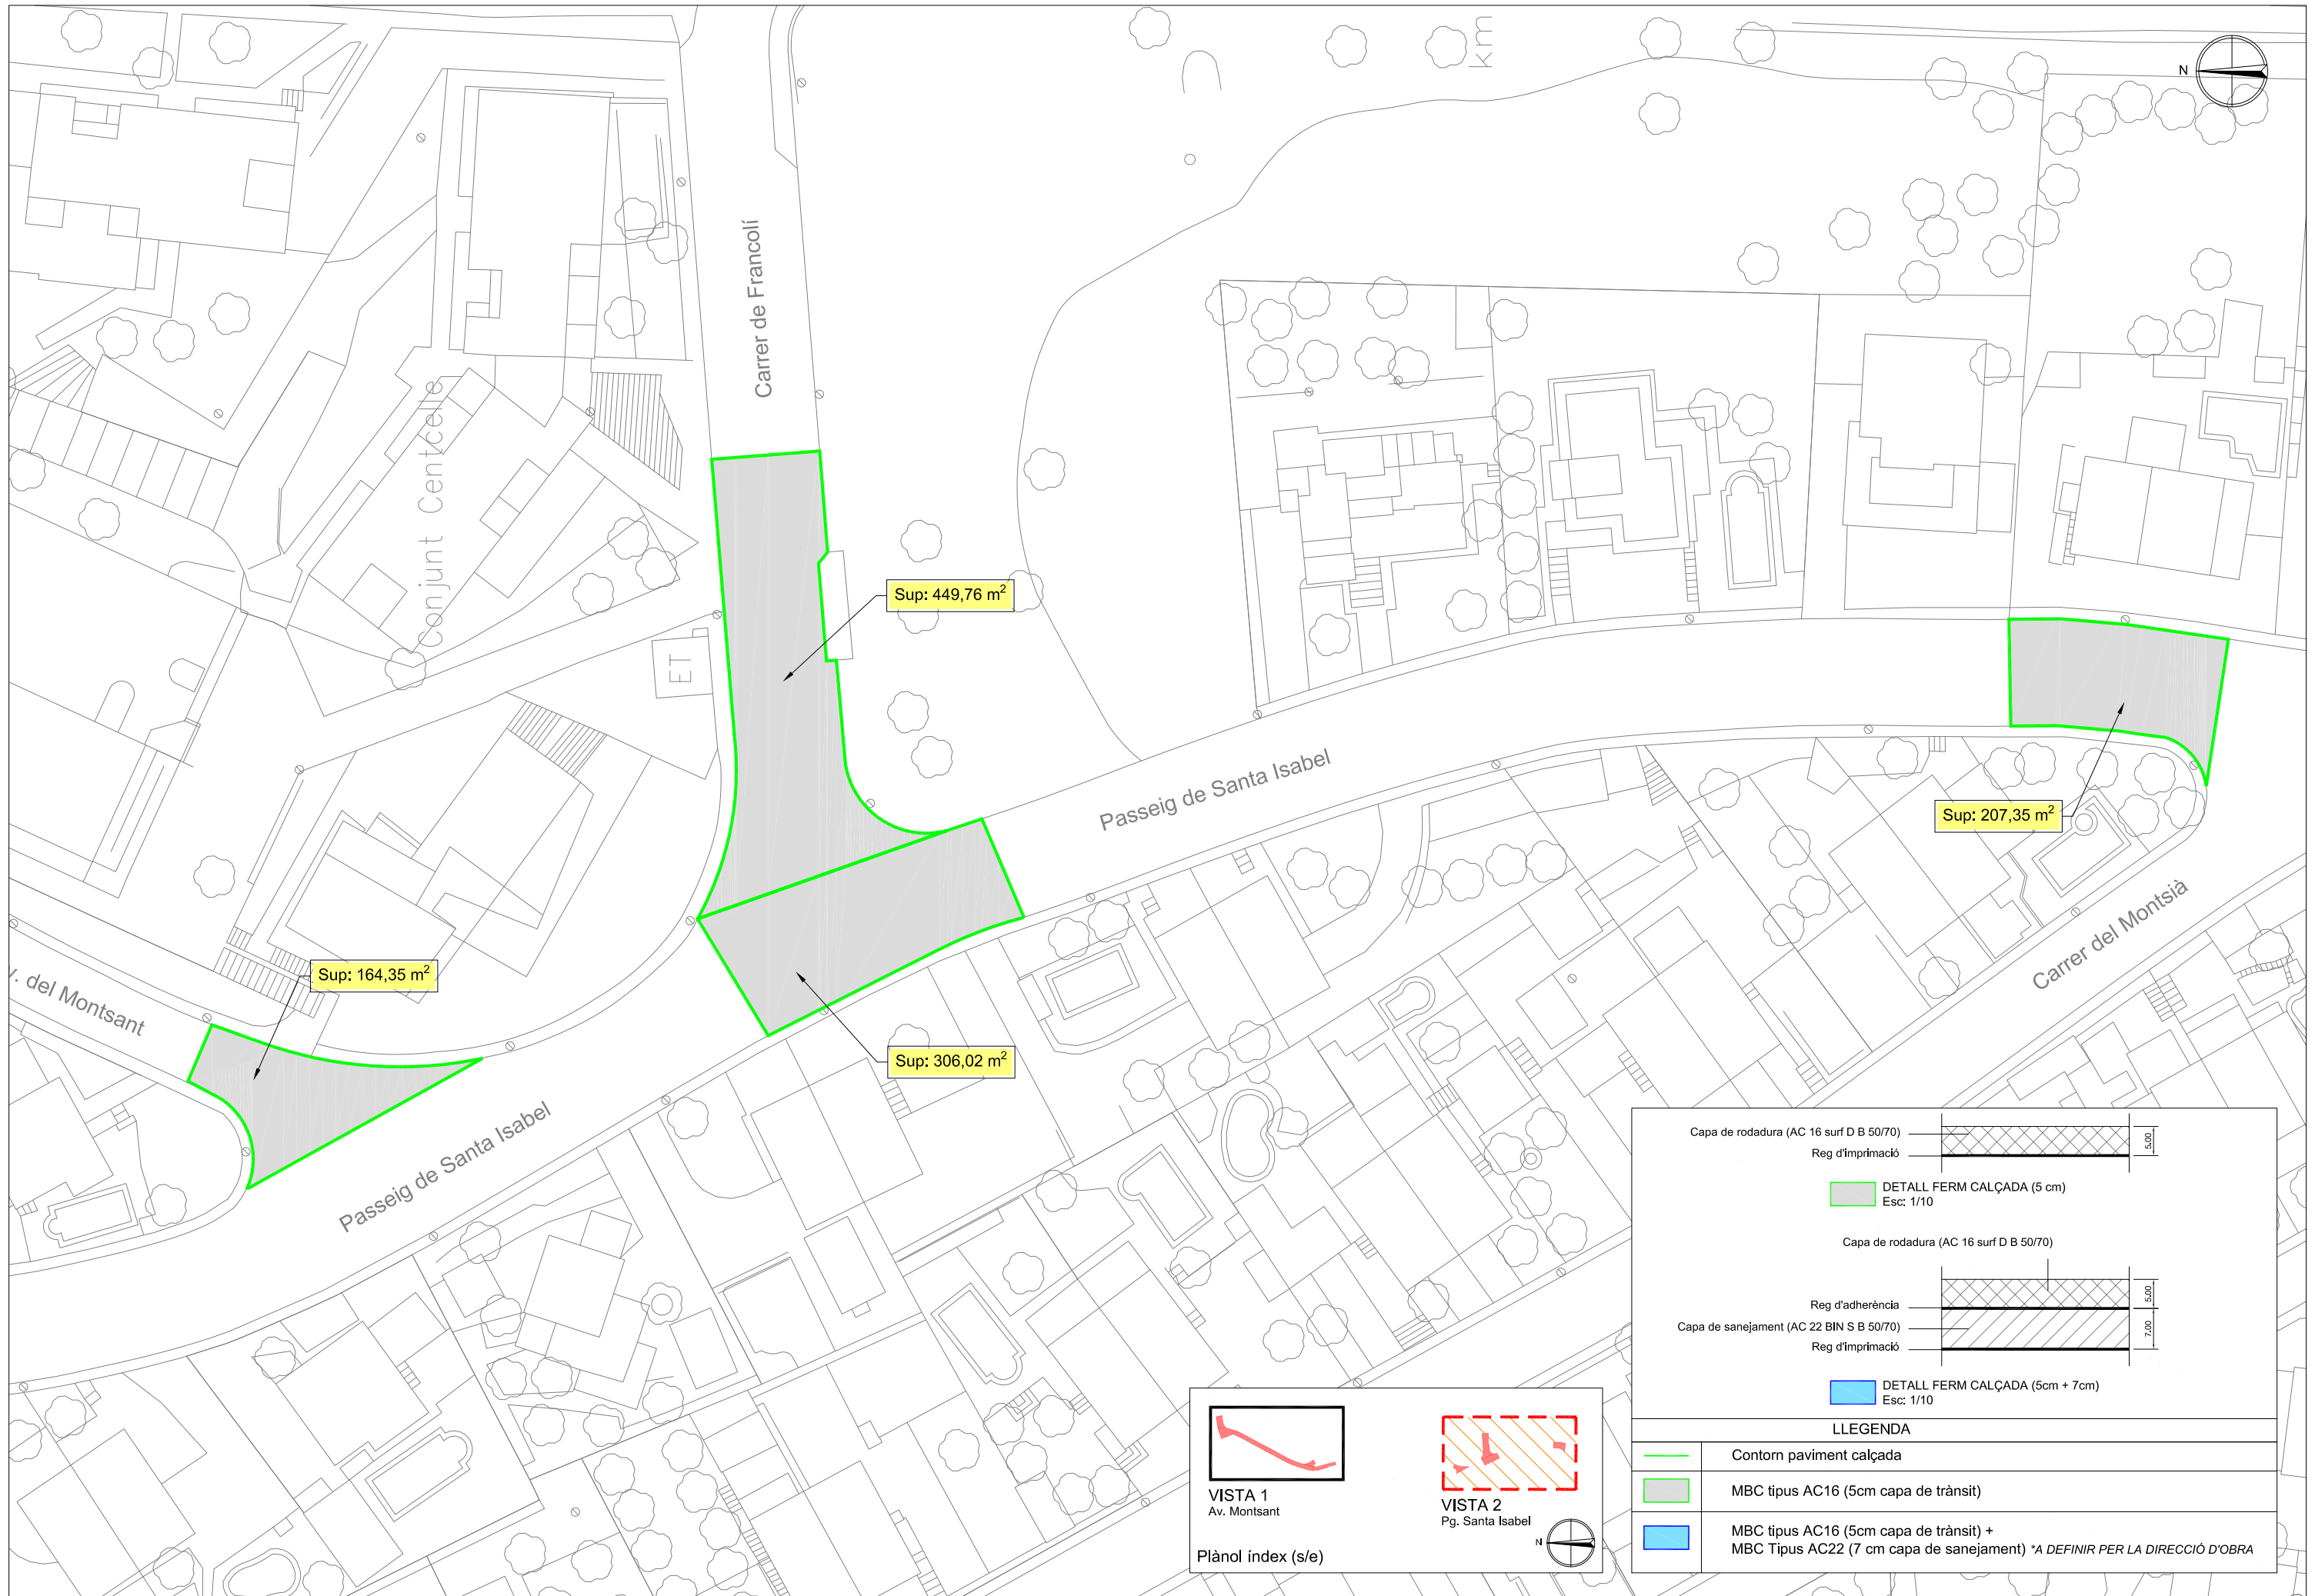 km
N
Carrer de Francolí
Conjunt Centcelle
Sup: 449,76 m²
ET
Passeig de Santa Isabel
Sup: 207,35 m²
Carrer del Montsià
Sup: 164,35 m²
v. del Montsant
Sup: 306,02 m²
Passeig de Santa Isabel
Capa de rodadura (AC 16 surf D B 50/70)
5.00
Reg d'imprimació
DETALL FERM CALÇADA (5 cm)
Esc: 1/10
Capa de rodadura (AC 16 surf D B 50/70)
5.00
Reg d'adherència
Capa de sanejament (AC 22 BIN S B 50/70)
7.00
Reg d'imprimació
DETALL FERM CALÇADA (5cm + 7cm)
Esc: 1/10
LLEGENDA
Contorn paviment calçada
MBC tipus AC16 (5cm capa de trànsit)
MBC tipus AC16 (5cm capa de trànsit) +
MBC Tipus AC22 (7 cm capa de sanejament) *A DEFINIR PER LA DIRECCIÓ D'OBRA
VISTA 1
Av. Montsant
VISTA 2
Pg. Santa Isabel
N
Plànol índex (s/e)